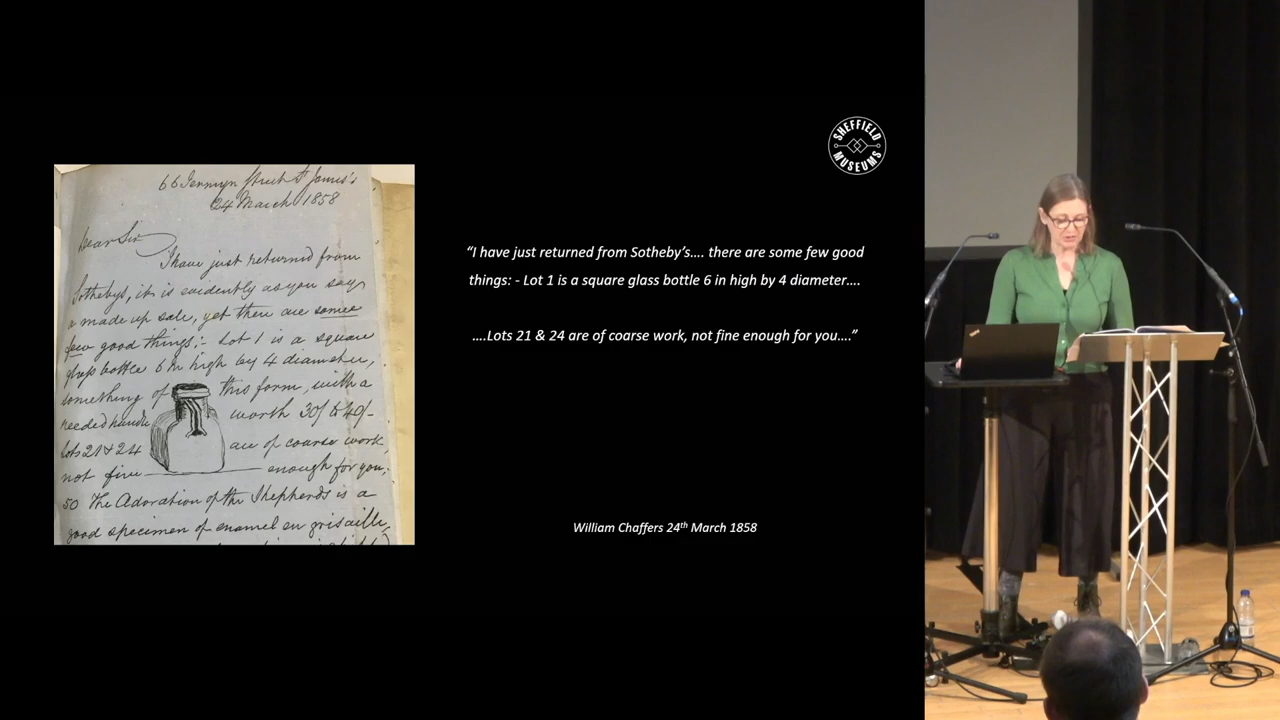 66 Jermyn Street St James's
24 March 1858
Dear Sir
I have just returned from
Sothebys, it is evidently as you say
a made up sale, yet there are some
few good things:- Lot 1 is a square
glass bottle 6 in high by 4 diameter,
something of this form, with a
reeded handle worth 30/ to 40/-
Lots 21 & 24 are of coarse work
not fine enough for you,
50 The Adoration of the Shepherds is a
good specimen of enamel en grisaille,
SHEFFIELD
MUSEUMS
“I have just returned from Sotheby’s.... there are some few good
things: - Lot 1 is a square glass bottle 6 in high by 4 diameter....
....Lots 21 & 24 are of coarse work, not fine enough for you....”
William Chaffers 24th March 1858